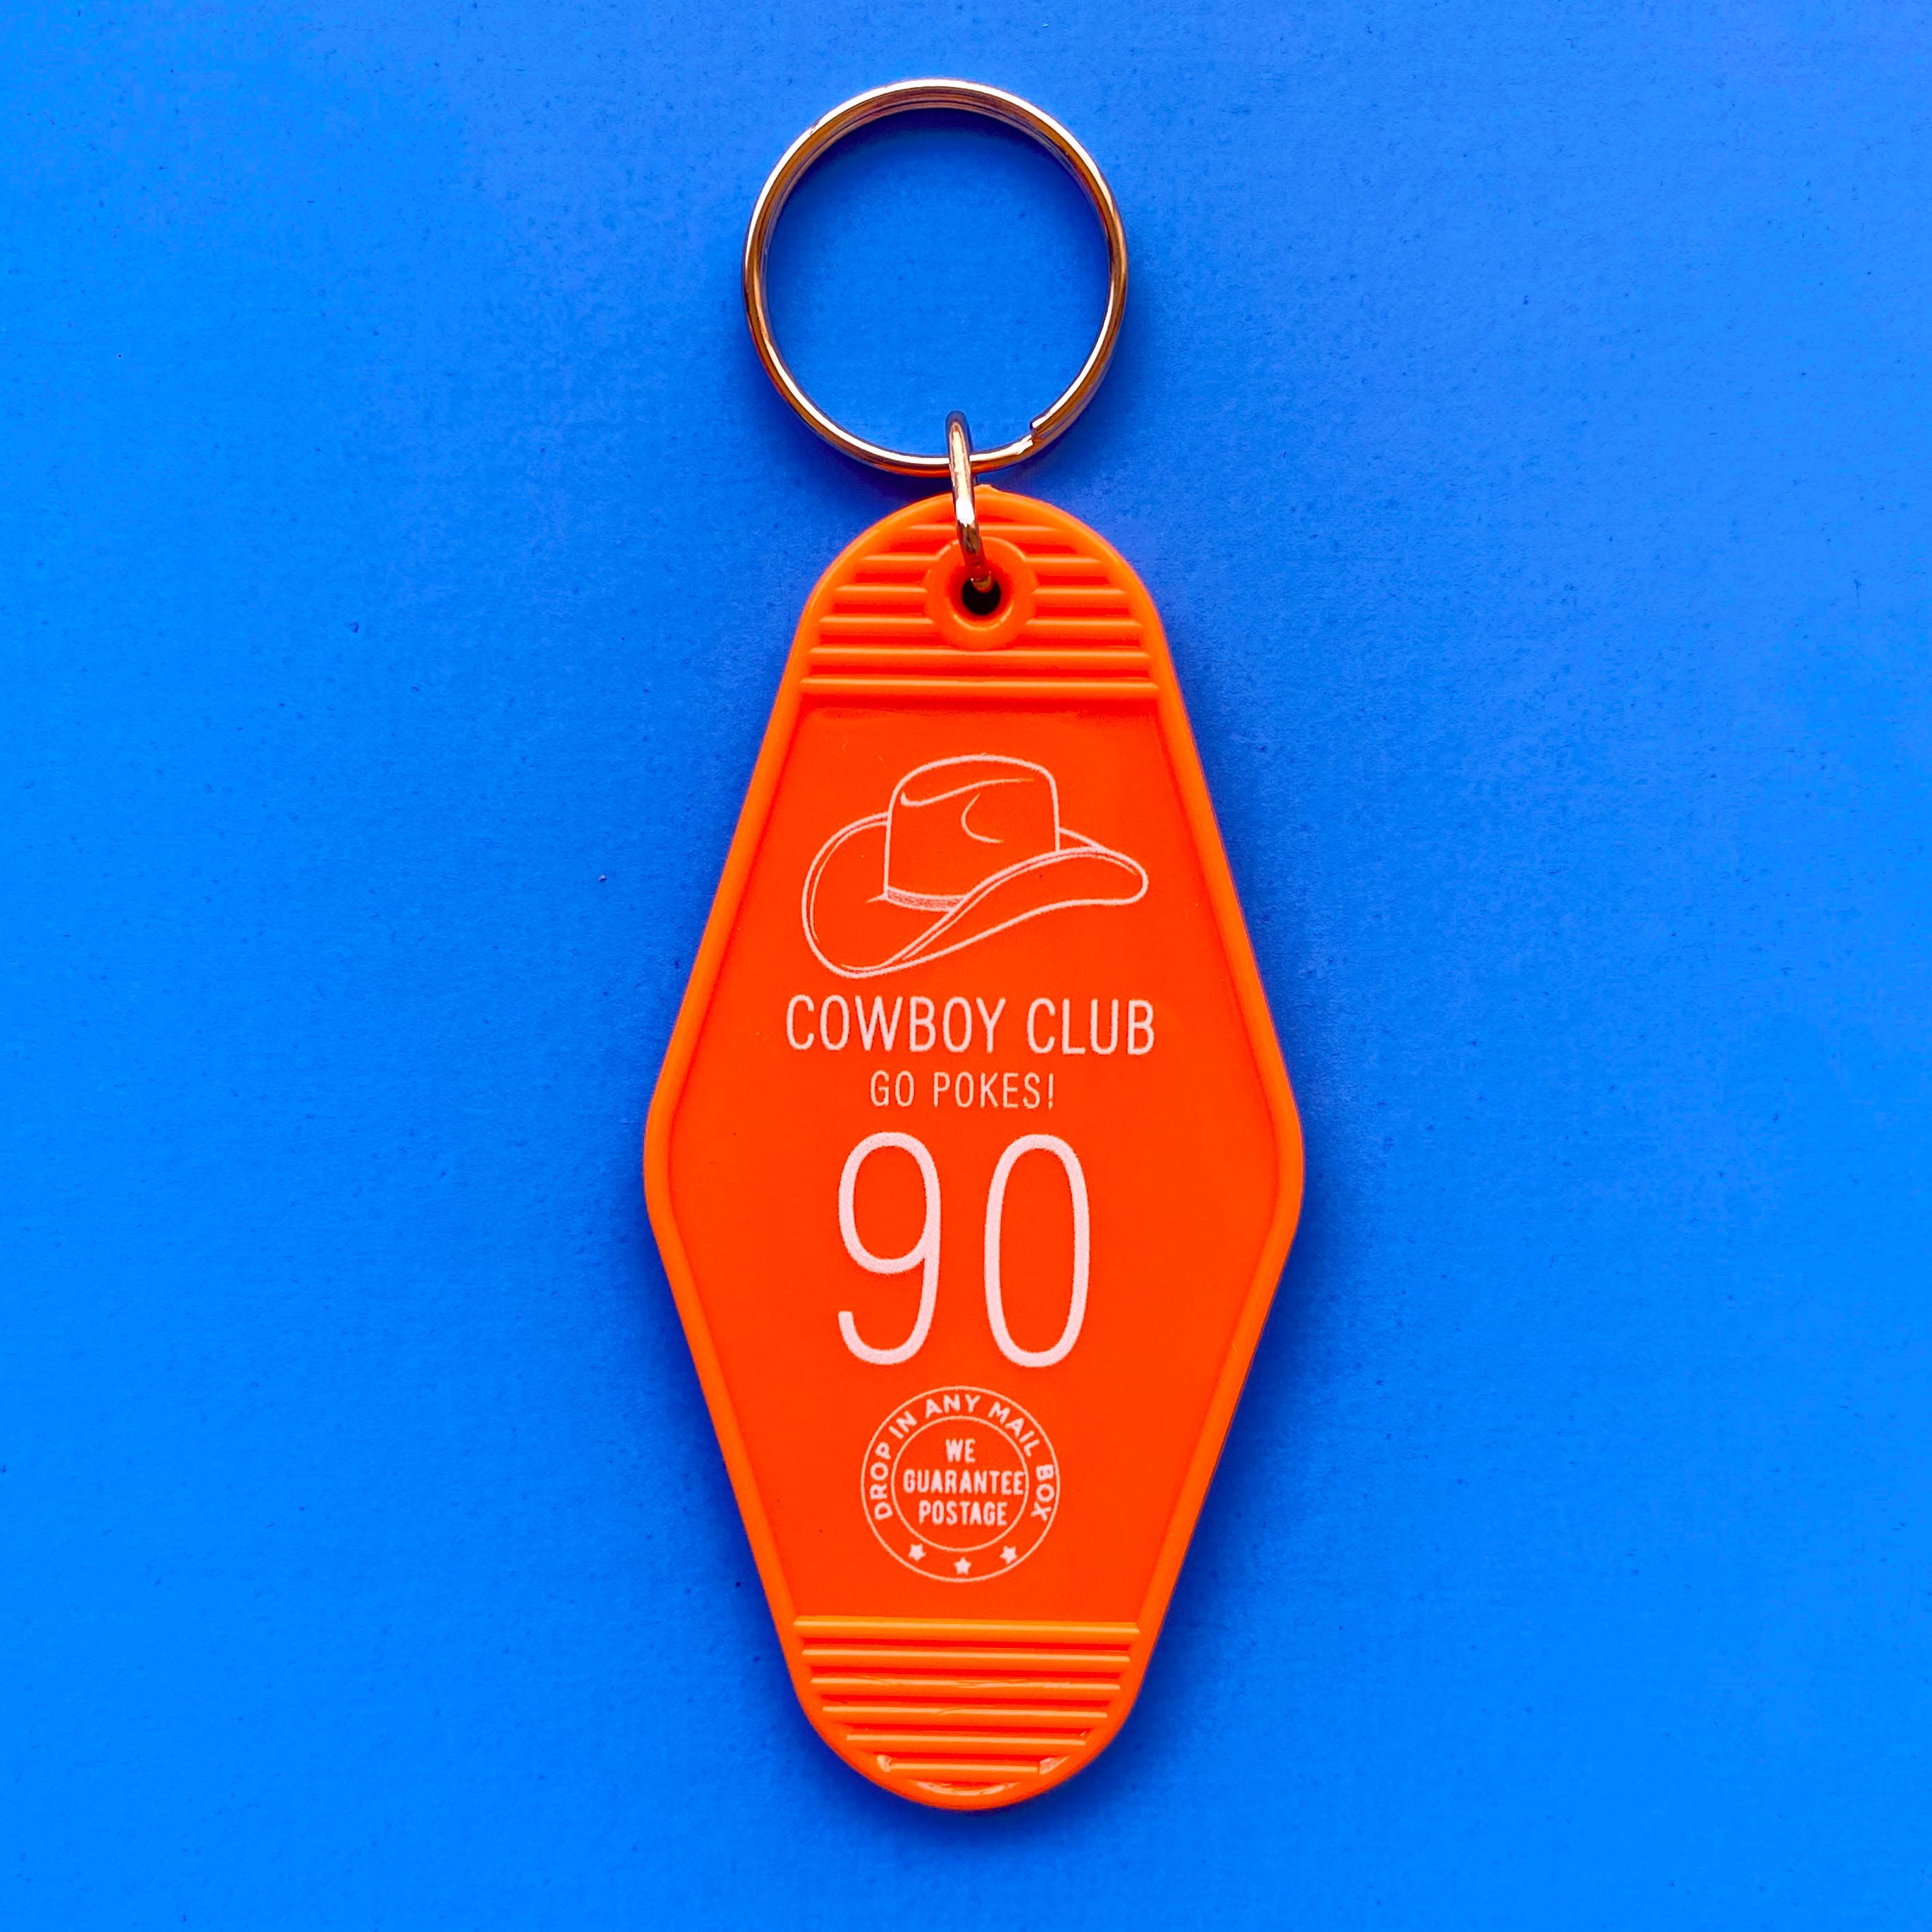 COWBOY CLUB
GO POKES!
90
DROP IN ANY MAIL BOX
WE
GUARANTEE
POSTAGE